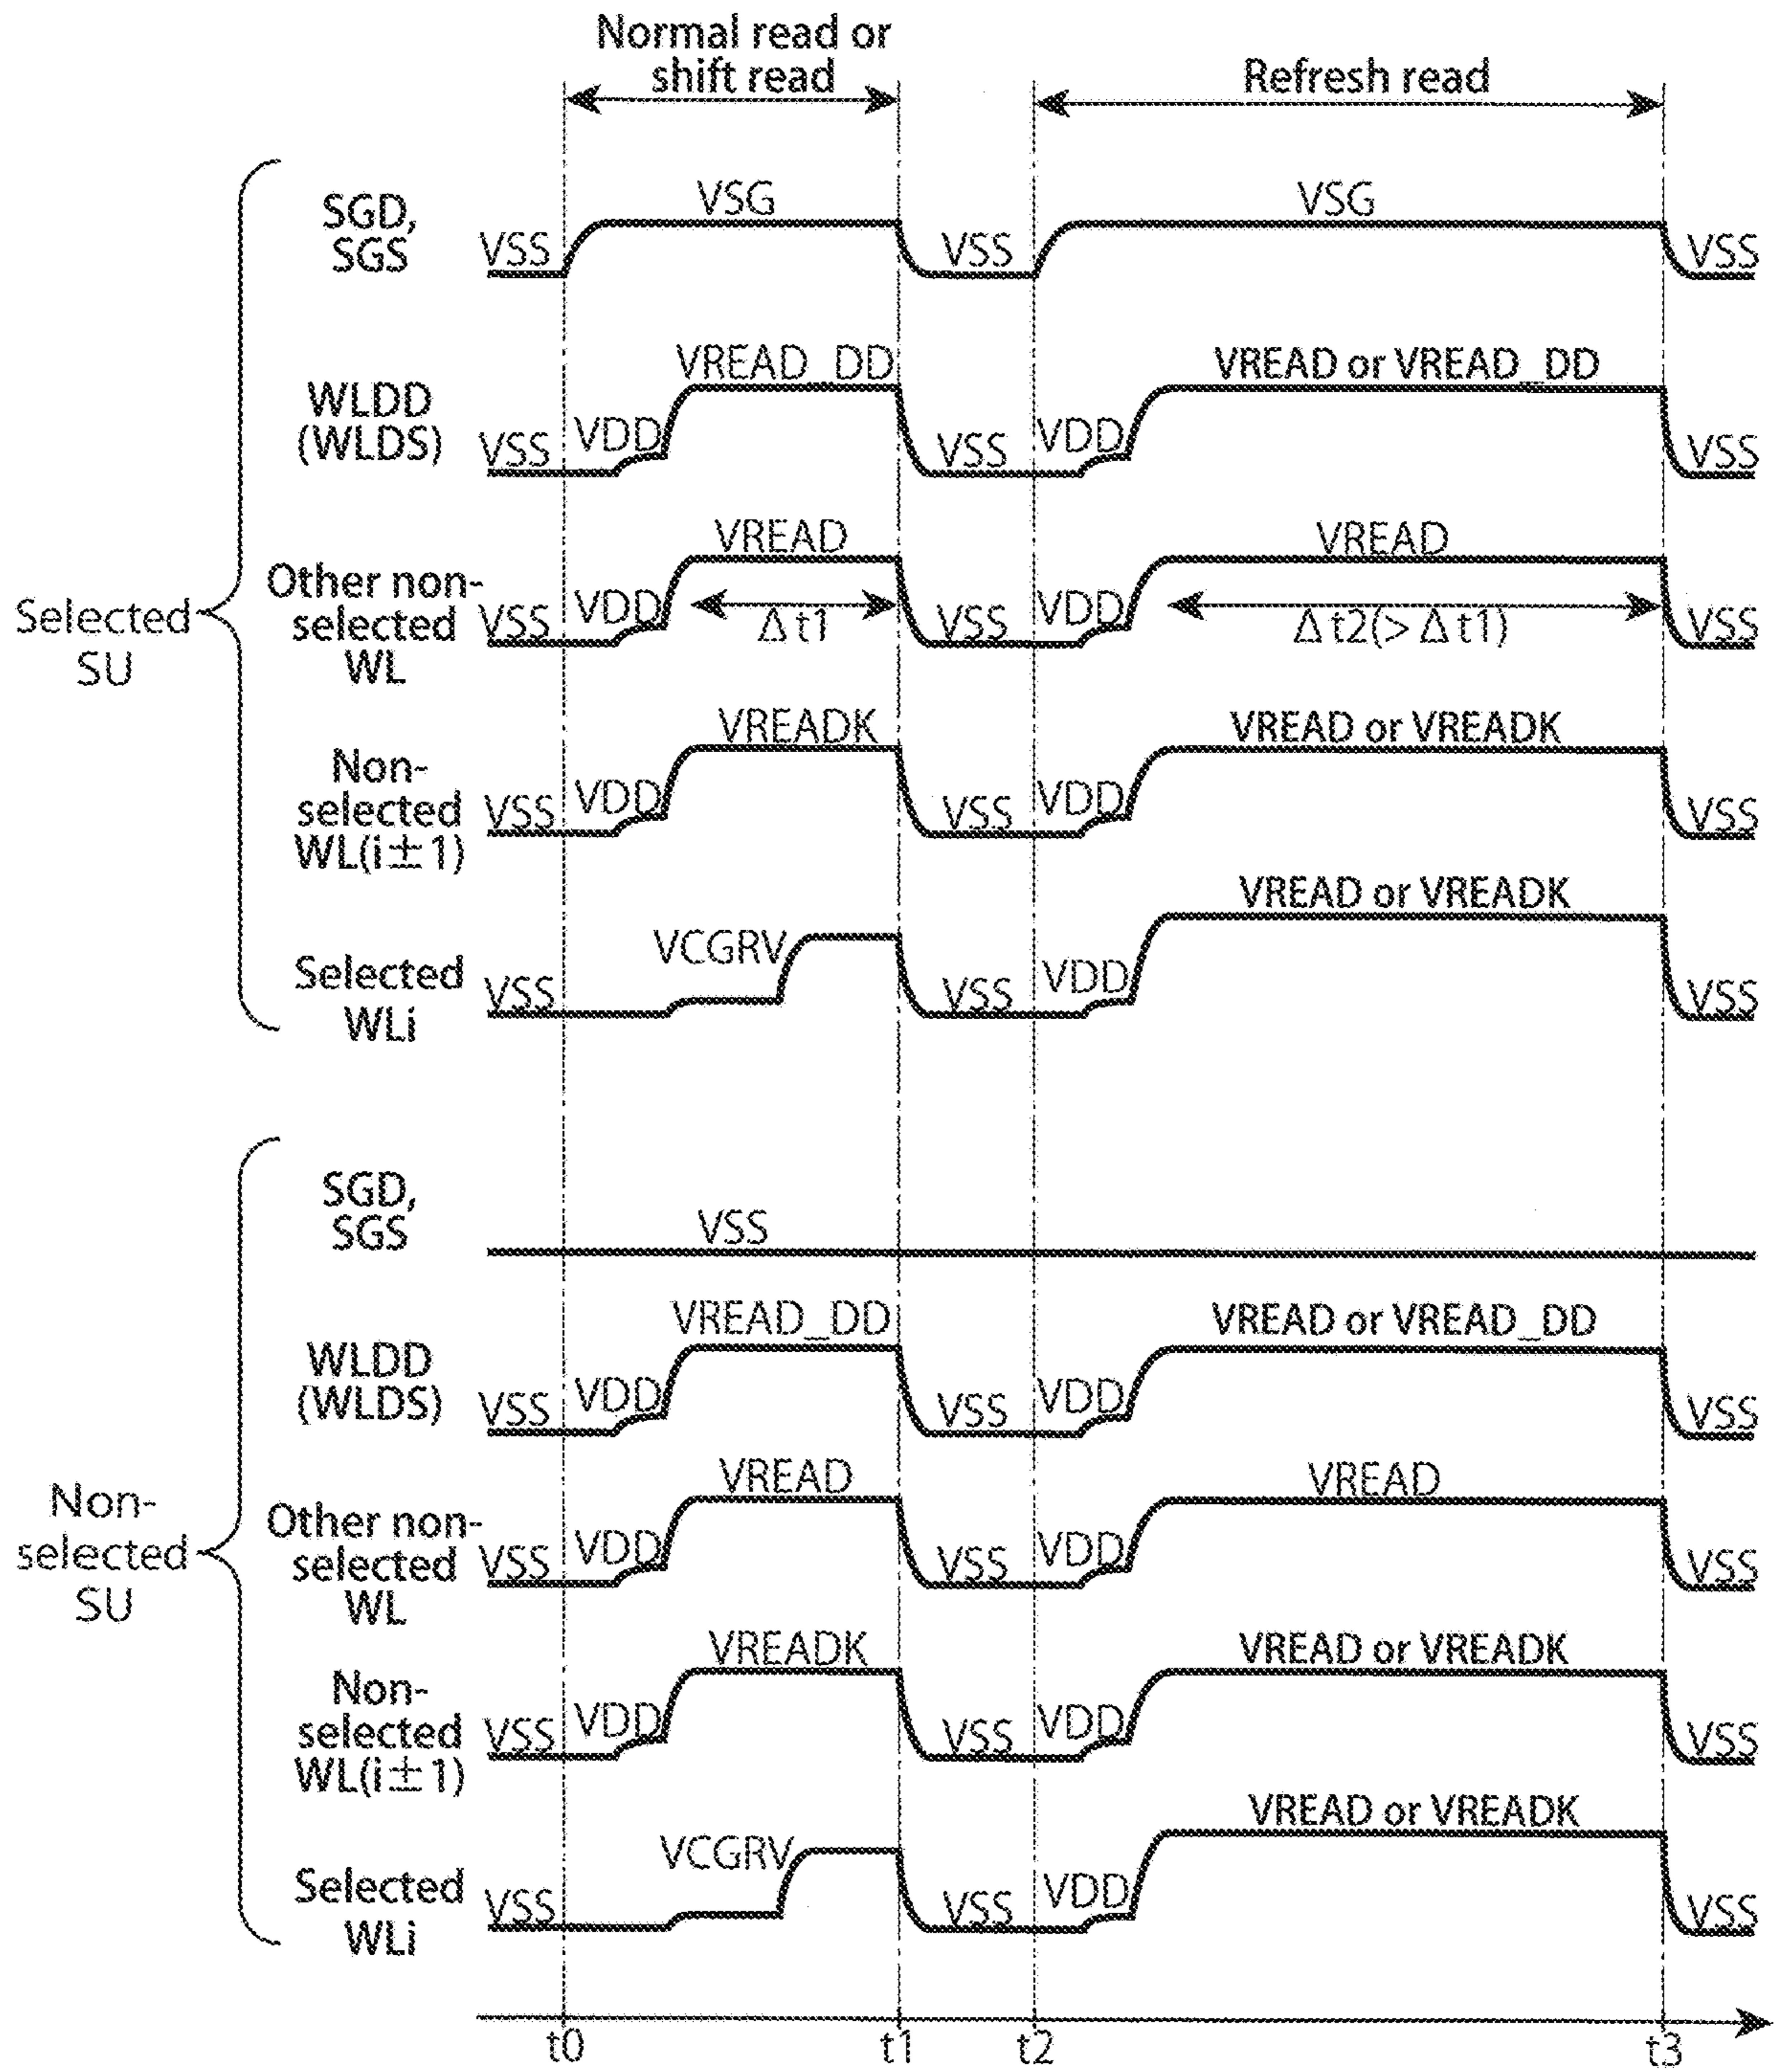 Normal read or
shift read
Refresh read
Selected
SU
SGD,
SGS
VSS
VSG
VSS
VSG
VSS
WLDD
(WLDS)
VSS
VDD
VREAD_DD
VSS
VDD
VREAD or VREAD_DD
VSS
Other non-
selected
WL
VSS
VDD
VREAD
Δt1
VSS
VDD
VREAD
Δt2(>Δt1)
VSS
Non-
selected
WL(i±1)
VSS
VDD
VREADK
VSS
VDD
VREAD or VREADK
VSS
Selected
WLi
VSS
VCGRV
VSS
VDD
VREAD or VREADK
VSS
Non-
selected
SU
SGD,
SGS
VSS
WLDD
(WLDS)
VSS
VDD
VREAD_DD
VSS
VDD
VREAD or VREAD_DD
VSS
Other non-
selected
WL
VSS
VDD
VREAD
VSS
VDD
VREAD
VSS
Non-
selected
WL(i±1)
VSS
VDD
VREADK
VSS
VDD
VREAD or VREADK
VSS
Selected
WLi
VSS
VCGRV
VSS
VDD
VREAD or VREADK
VSS
t0 t1 t2 t3